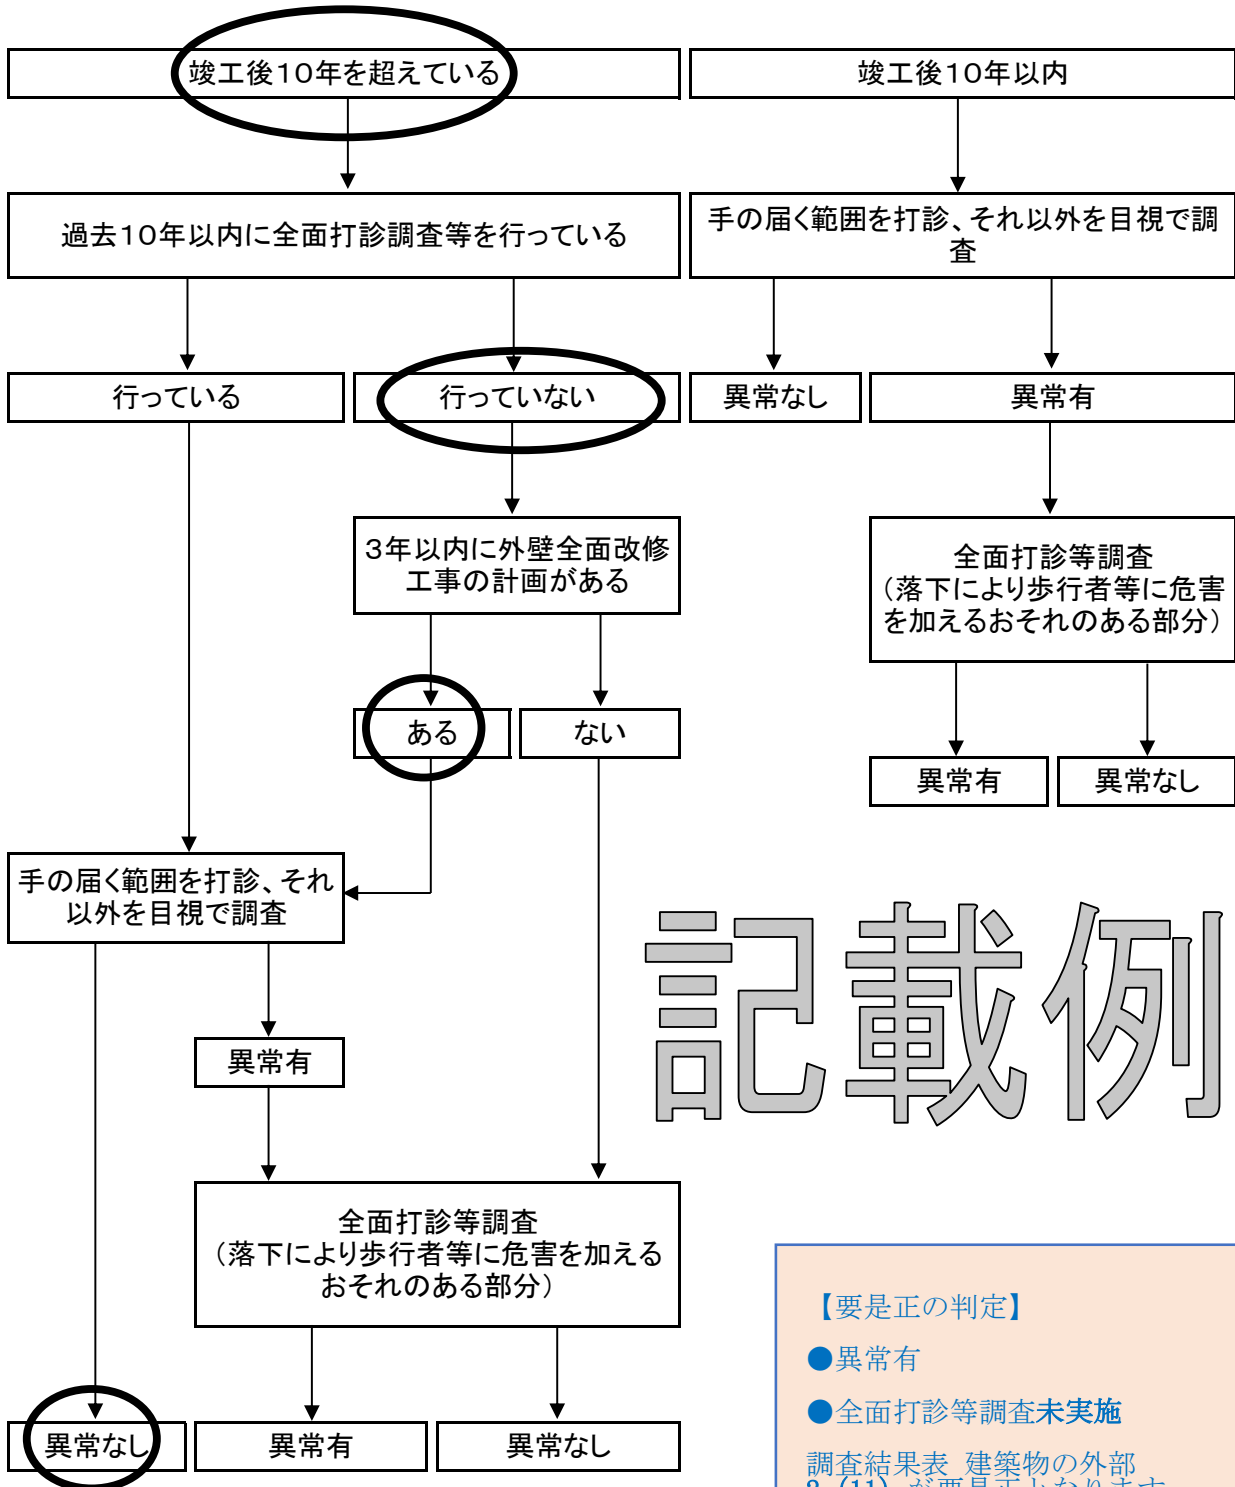 竣工後10年を超えている
竣工後10年以内
過去10年以内に全面打診調査等を行っている
手の届く範囲を打診、それ以外を目視で調
査
行っている
行っていない
異常なし
異常有
3年以内に外壁全面改修
工事の計画がある
全面打診等調査
（落下により歩行者等に危害
を加えるおそれのある部分）
ある
ない
異常有
異常なし
手の届く範囲を打診、それ
以外を目視で調査
記載例
異常有
全面打診等調査
（落下により歩行者等に危害を加える
おそれのある部分）
【要是正の判定】
●異常有
●全面打診等調査未実施
調査結果表 建築物の外部
2 (11) が要是正となります
異常なし
異常有
異常なし